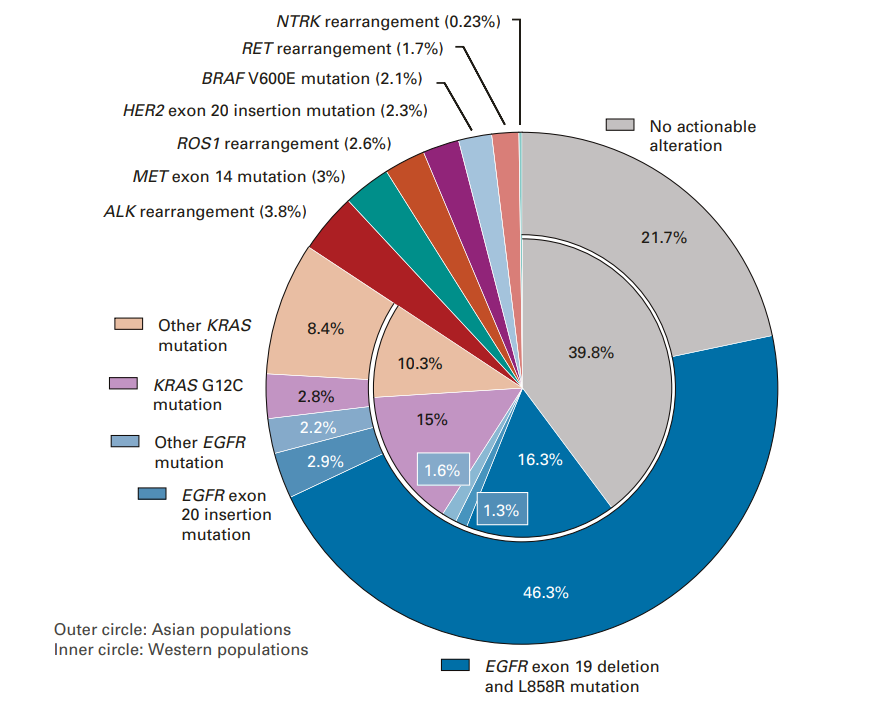 NTRK rearrangement (0.23%)
RET rearrangement (1.7%)
BRAF V600E mutation (2.1%)
HER2 exon 20 insertion mutation (2.3%)
ROS1 rearrangement (2.6%)
MET exon 14 mutation (3%)
ALK rearrangement (3.8%)
No actionable
alteration
21.7%
39.8%
8.4%
10.3%
Other KRAS
mutation
2.8%
15%
KRAS G12C
mutation
2.2%
1.6%
Other EGFR
mutation
2.9%
1.3%
16.3%
EGFR exon
20 insertion
mutation
46.3%
Outer circle: Asian populations
Inner circle: Western populations
EGFR exon 19 deletion
and L858R mutation